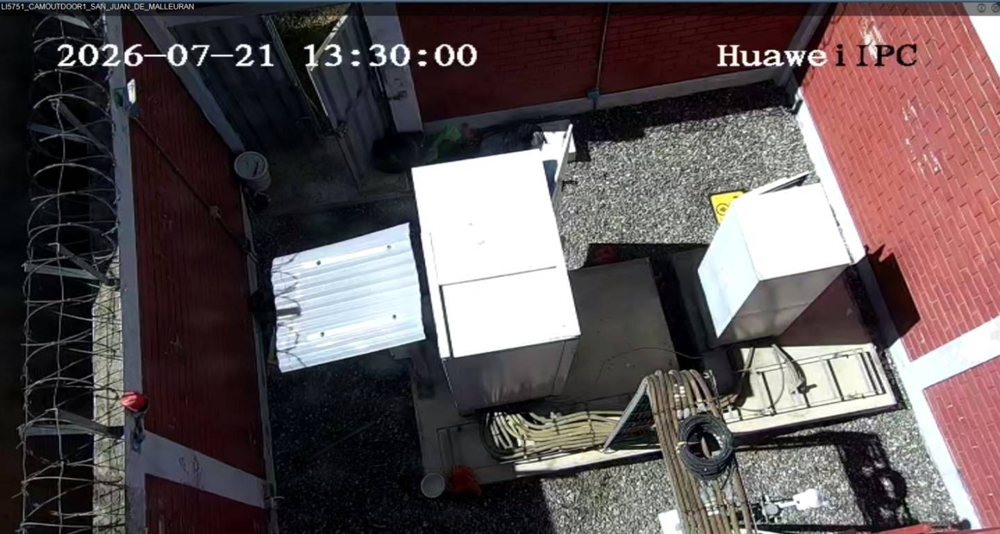 LI5751_CAMOUTDOOR1_SAN_JUAN_DE_MALLEURAN
2026-07-21 13:30:00
Huawei IPC